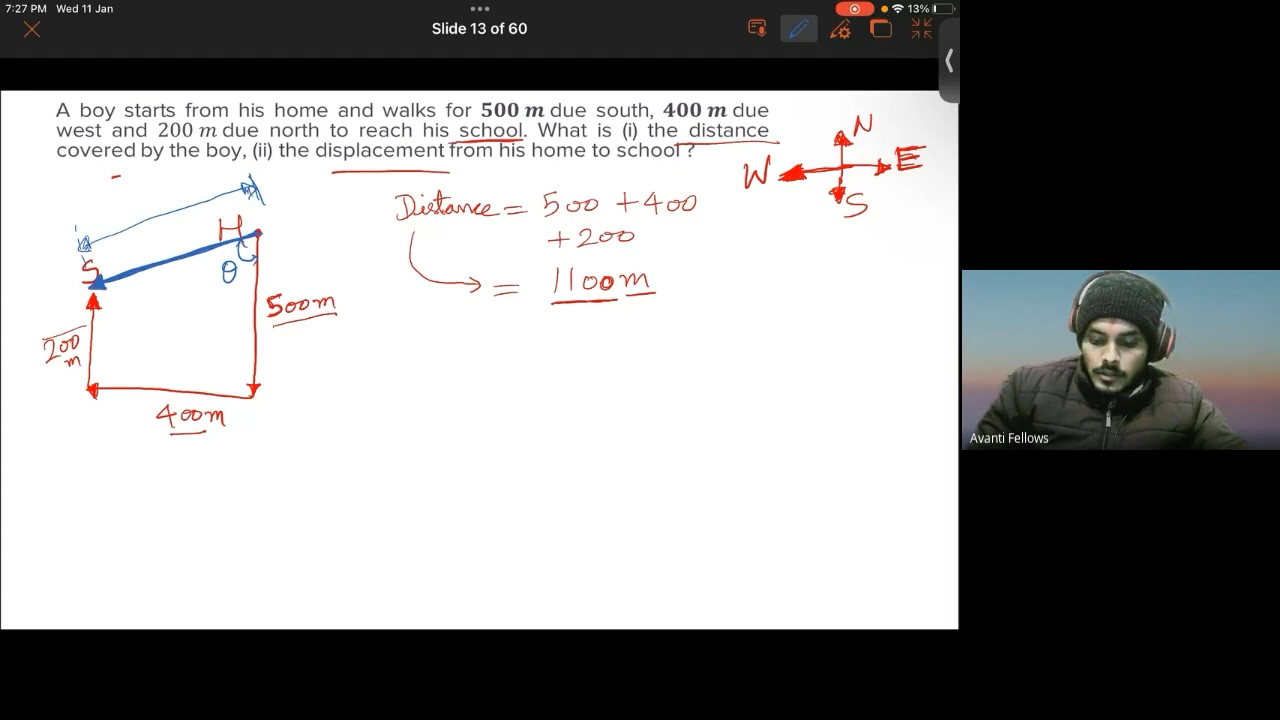 7:27 PM Wed 11 Jan
13%
Slide 13 of 60
A boy starts from his home and walks for 500 m due south, 400 m due
west and 200 m due north to reach his school. What is (i) the distance
covered by the boy, (ii) the displacement from his home to school ?
N
W
E
S
Distance = 500 + 400
+ 200
= 1100m
H
S
θ
500m
200
m
400m
Avanti Fellows